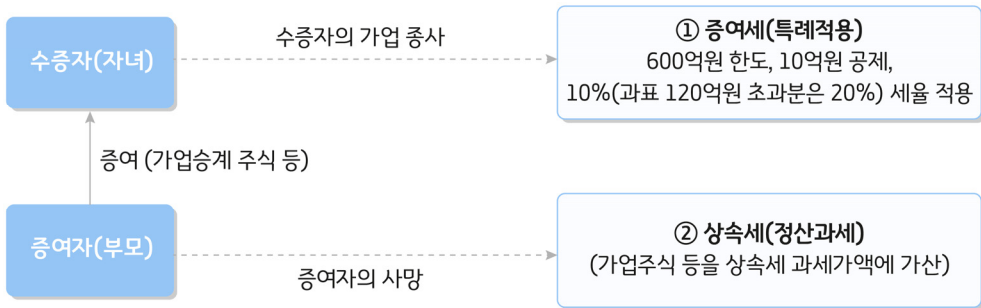 수증자(자녀)
수증자의 가업 종사
① 증여세(특례적용)
600억원 한도, 10억원 공제,
10%(과표 120억원 초과분은 20%) 세율 적용
증여 (가업승계 주식 등)
증여자(부모)
증여자의 사망
② 상속세(정산과세)
(가업주식 등을 상속세 과세가액에 가산)